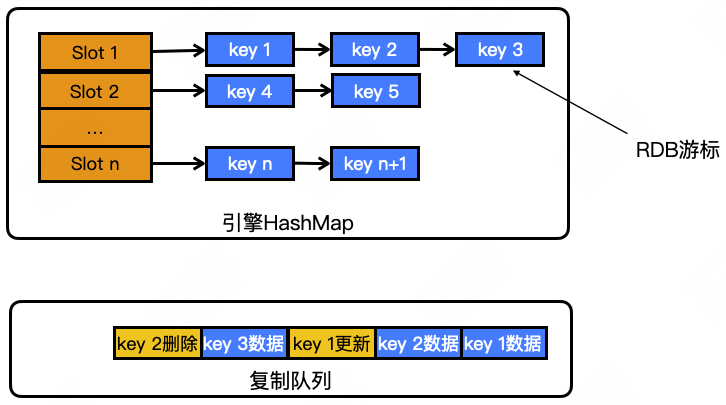 Slot 1
key 1
key 2
key 3
Slot 2
key 4
key 5
...
Slot n
key n
key n+1
RDB游标
引擎HashMap
key 2删除
key 3数据
key 1更新
key 2数据
key 1数据
复制队列